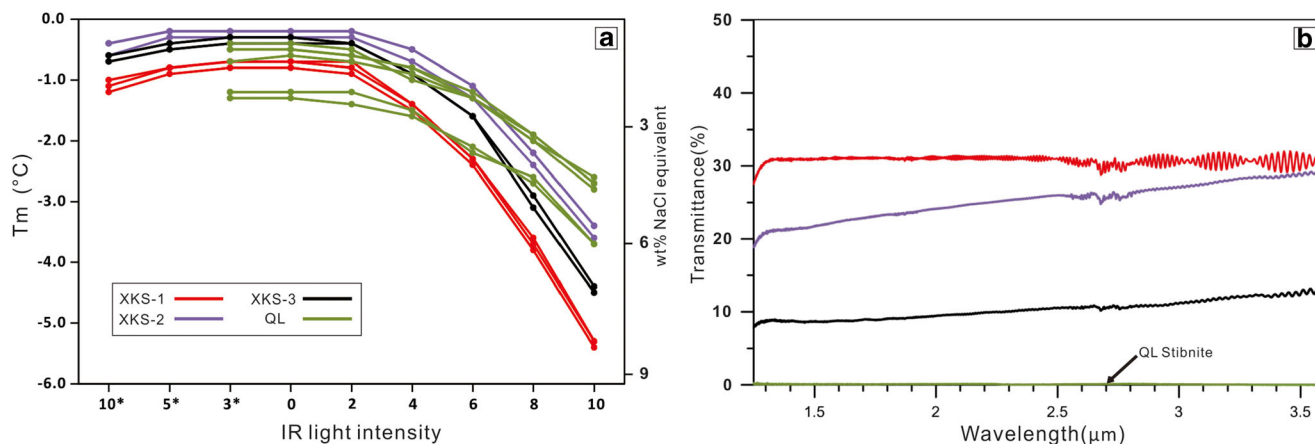 a
0.0
-1.0
-2.0
-3.0
-4.0
-5.0
-6.0
Tm (°C)
3
6
9
wt% NaCl equivalent
XKS-1
XKS-3
XKS-2
QL
10* 5* 3* 0 2 4 6 8 10
IR light intensity
b
50
40
30
20
10
0
Transmittance(%)
QL Stibnite
1.5 2 2.5 3 3.5
Wavelength(μm)